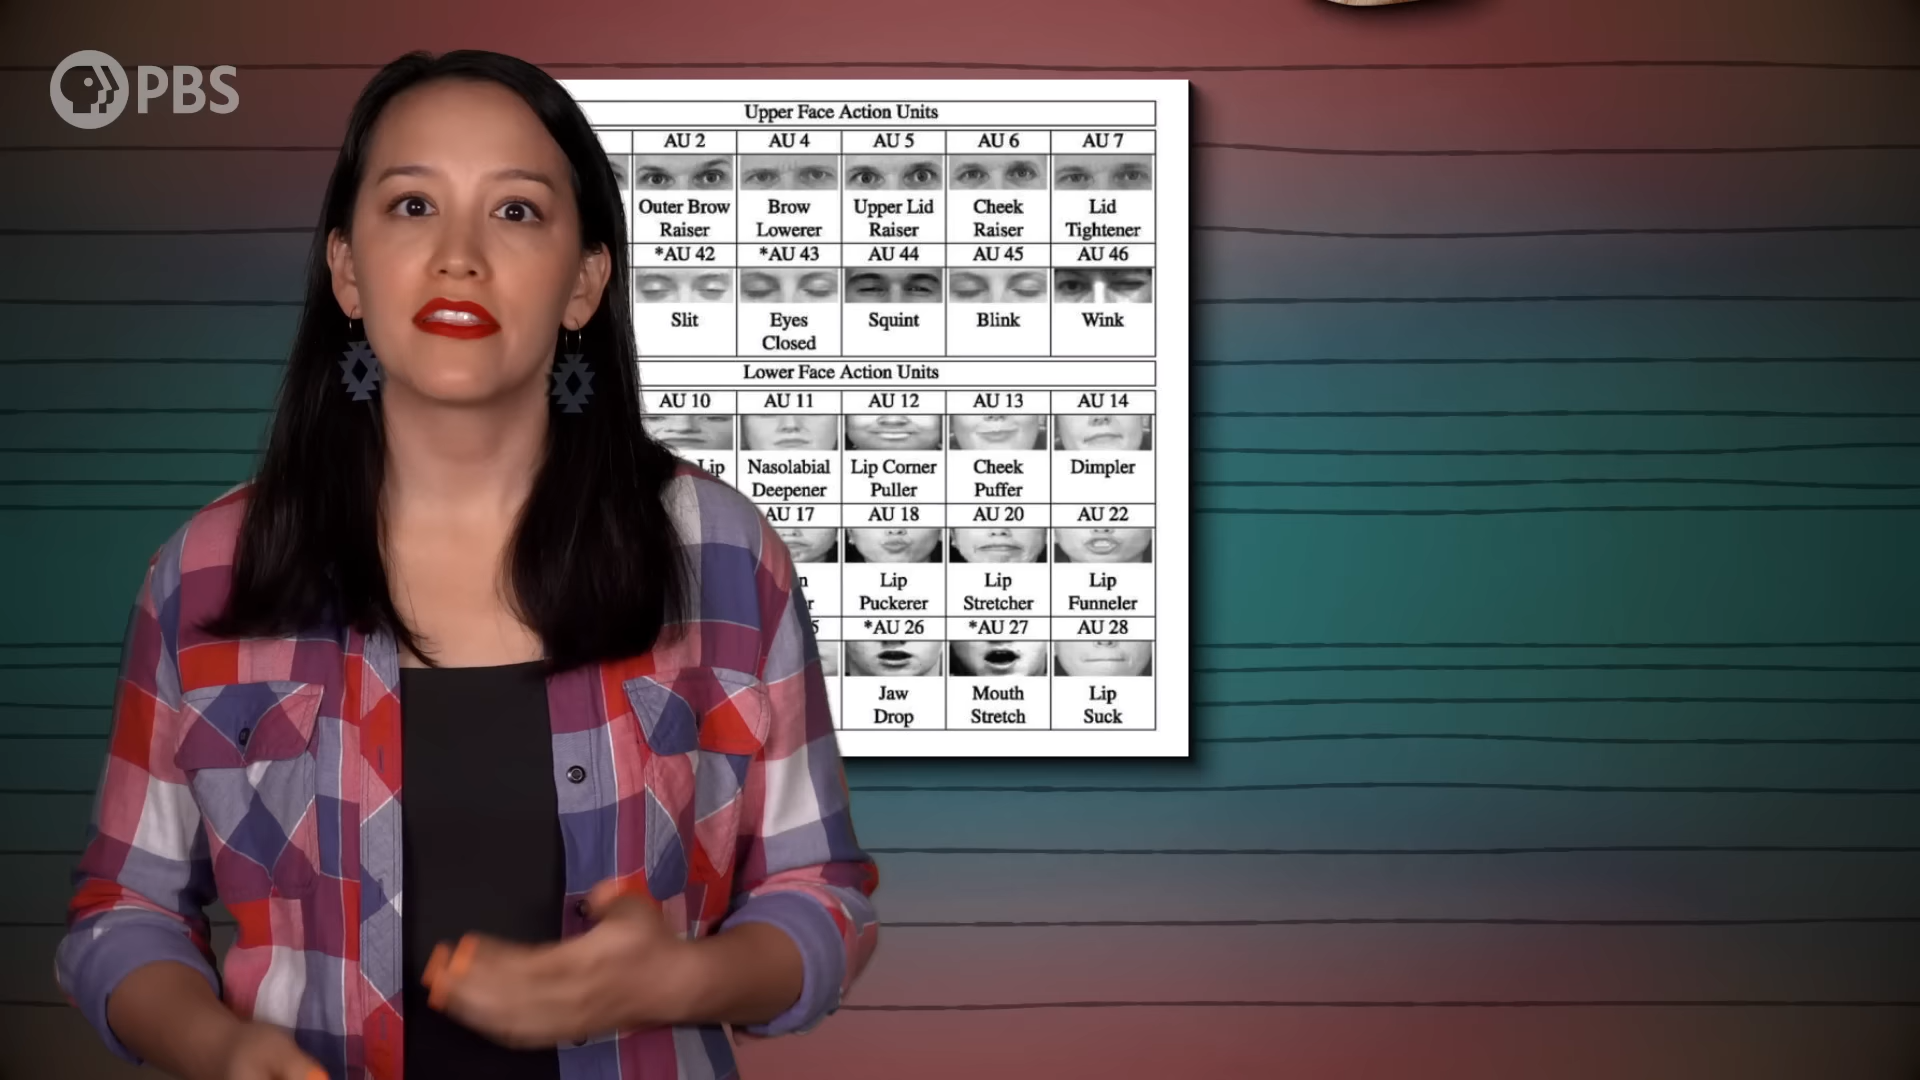 PBS
Upper Face Action Units
AU 2 AU 4 AU 5 AU 6 AU 7
Outer Brow Brow Upper Lid Cheek Lid
Raiser Lowerer Raiser Raiser Tightener
*AU 42 *AU 43 AU 44 AU 45 AU 46
Slit Eyes Squint Blink Wink
Closed
Lower Face Action Units
AU 10 AU 11 AU 12 AU 13 AU 14
Lip Nasolabial Lip Corner Cheek Dimpler
Deepener Puller Puffer
AU 17 AU 18 AU 20 AU 22
n Lip Lip Lip
r Puckerer Stretcher Funneler
5 *AU 26 *AU 27 AU 28
Jaw Mouth Lip
Drop Stretch Suck